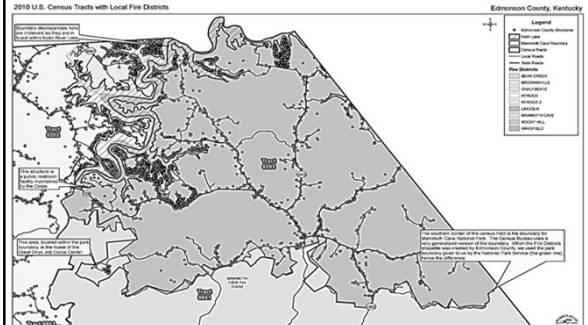 2010 U.S. Census Tracts with Local Fire Districts
Edmonson County, Kentucky
Boundary discrepancies here
are irrelevant as they are in
found within Nolin River Lake.
Legend
Edmonson County Structures
Nolin Lake
Mammoth Cave Boundary
Census Tracts
Local Roads
State Roads
Fire Districts
BEAR CREEK
BROWNSVILLE
CHALYBEATE
KYROCK
KYROCK 2
LINCOLN
MAMMOTH CAVE
ROCKY HILL
WINGFIELD
Tract
Tract
This structure is
a public restroom
facility maintained
by the Corps
This area, located within the park
boundary, is the home of the
Great Onyx Job Corps Center
The southern border of the census tract is the boundary for
Mammoth Cave National Park. The Census Bureau uses a
very generalized version of the boundary. When the Fire Districts
shapefile was created by Edmonson County, we used the park
boundary given to us by the National Park Service (the green line),
hence the difference.
MAMMOTH
CAVE Fire
District
Tract